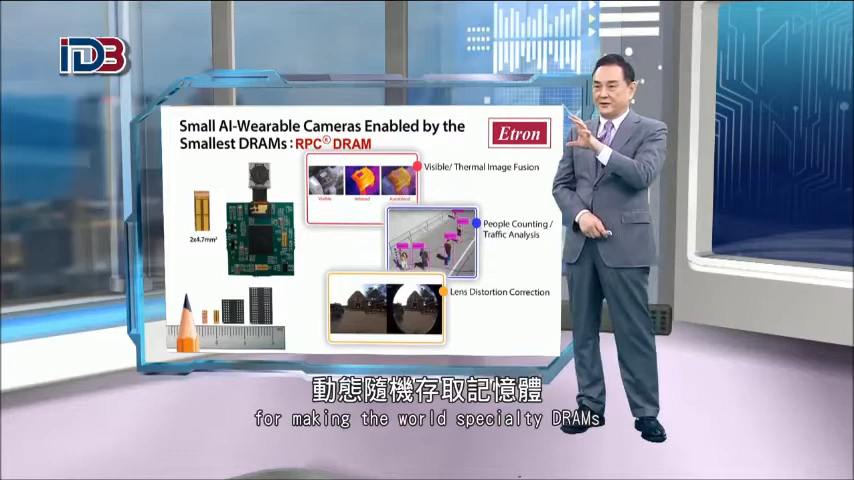 IDB
Small AI-Wearable Cameras Enabled by the
Smallest DRAMs : RPC® DRAM
Etron
Visible/ Thermal Image Fusion
Visible
Infrared
People Counting /
Traffic Analysis
2x4.7mm²
Lens Distortion Correction
動態隨機存取記憶體
for making the world specialty DRAMs